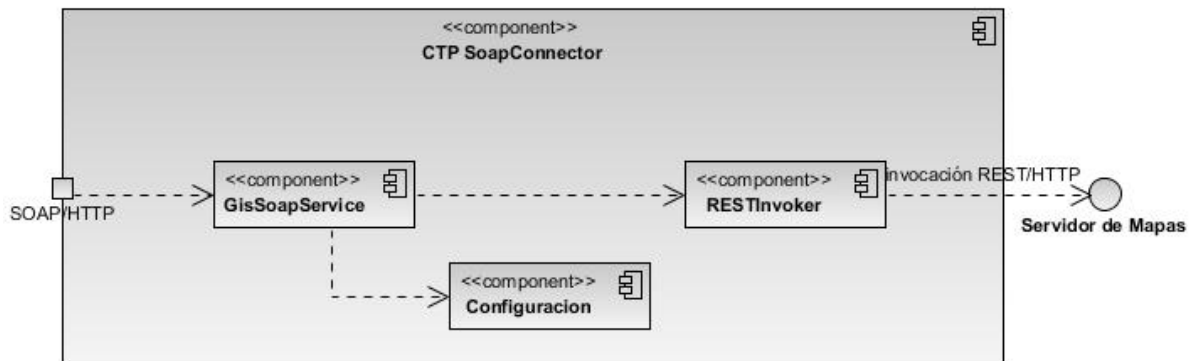 <<component>>
CTP SoapConnector
<<component>>
GisSoapService
<<component>>
RESTInvoker
invocación REST/HTTP
SOAP/HTTP
Servidor de Mapas
<<component>>
Configuracion